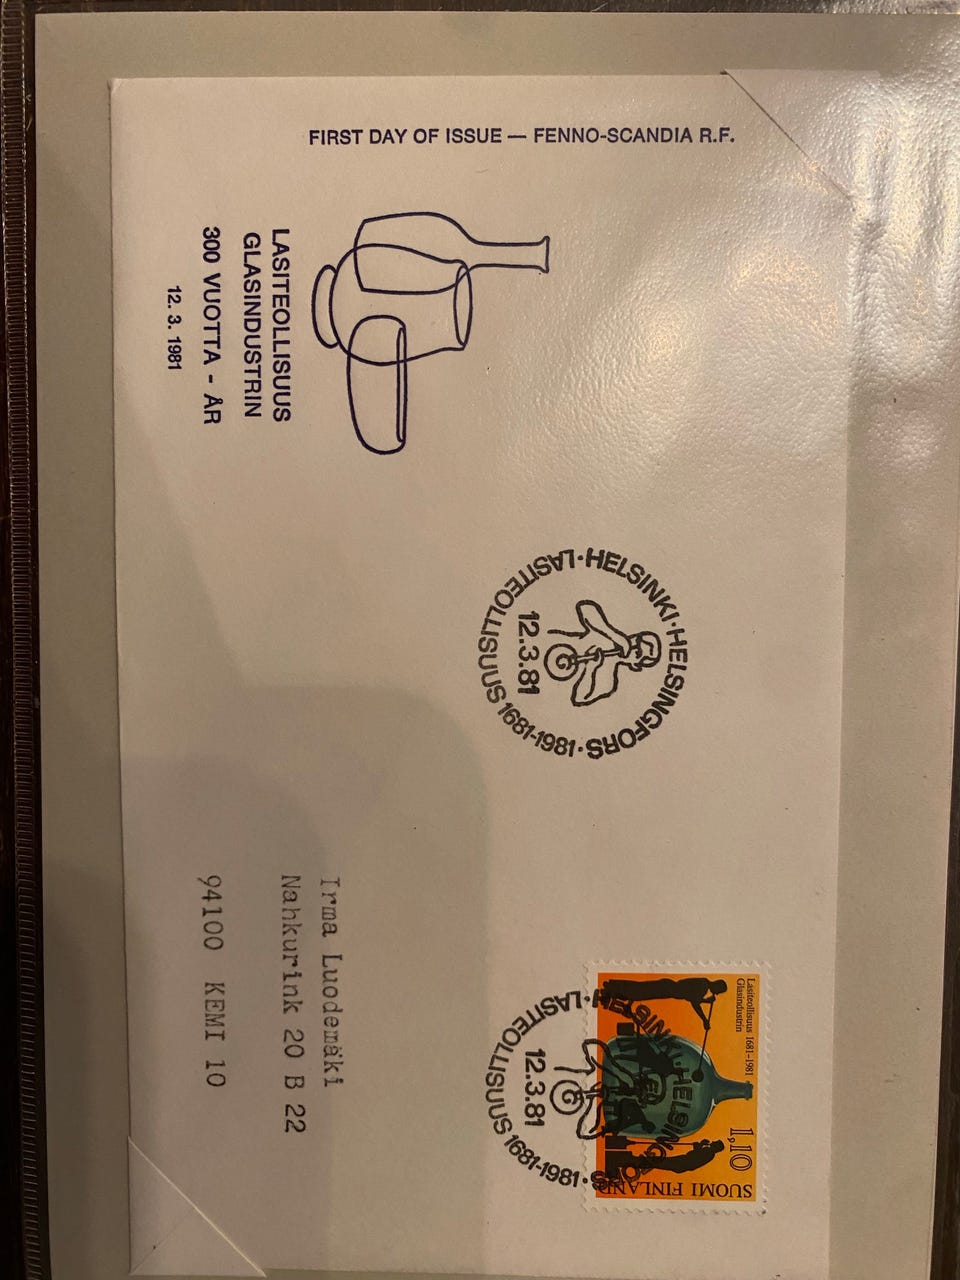 FIRST DAY OF ISSUE — FENNO-SCANDIA R.F.
LASITEOLLISUUS
GLASINDUSTRIN
300 VUOTTA - ÅR
12. 3. 1981
HELSINKI · HELSINGFORS · LASITEOLLISUUS 1681-1981 ·
12.3.81
Lasiteollisuus 1681-1981
Glasindustrin
1,10
SUOMI FINLAND
HELSINKI · HELSINGFORS · LASITEOLLISUUS 1681-1981 ·
12.3.81
Irma Luodemäki
Nahkurink 20 B 22
94100 KEMI 10